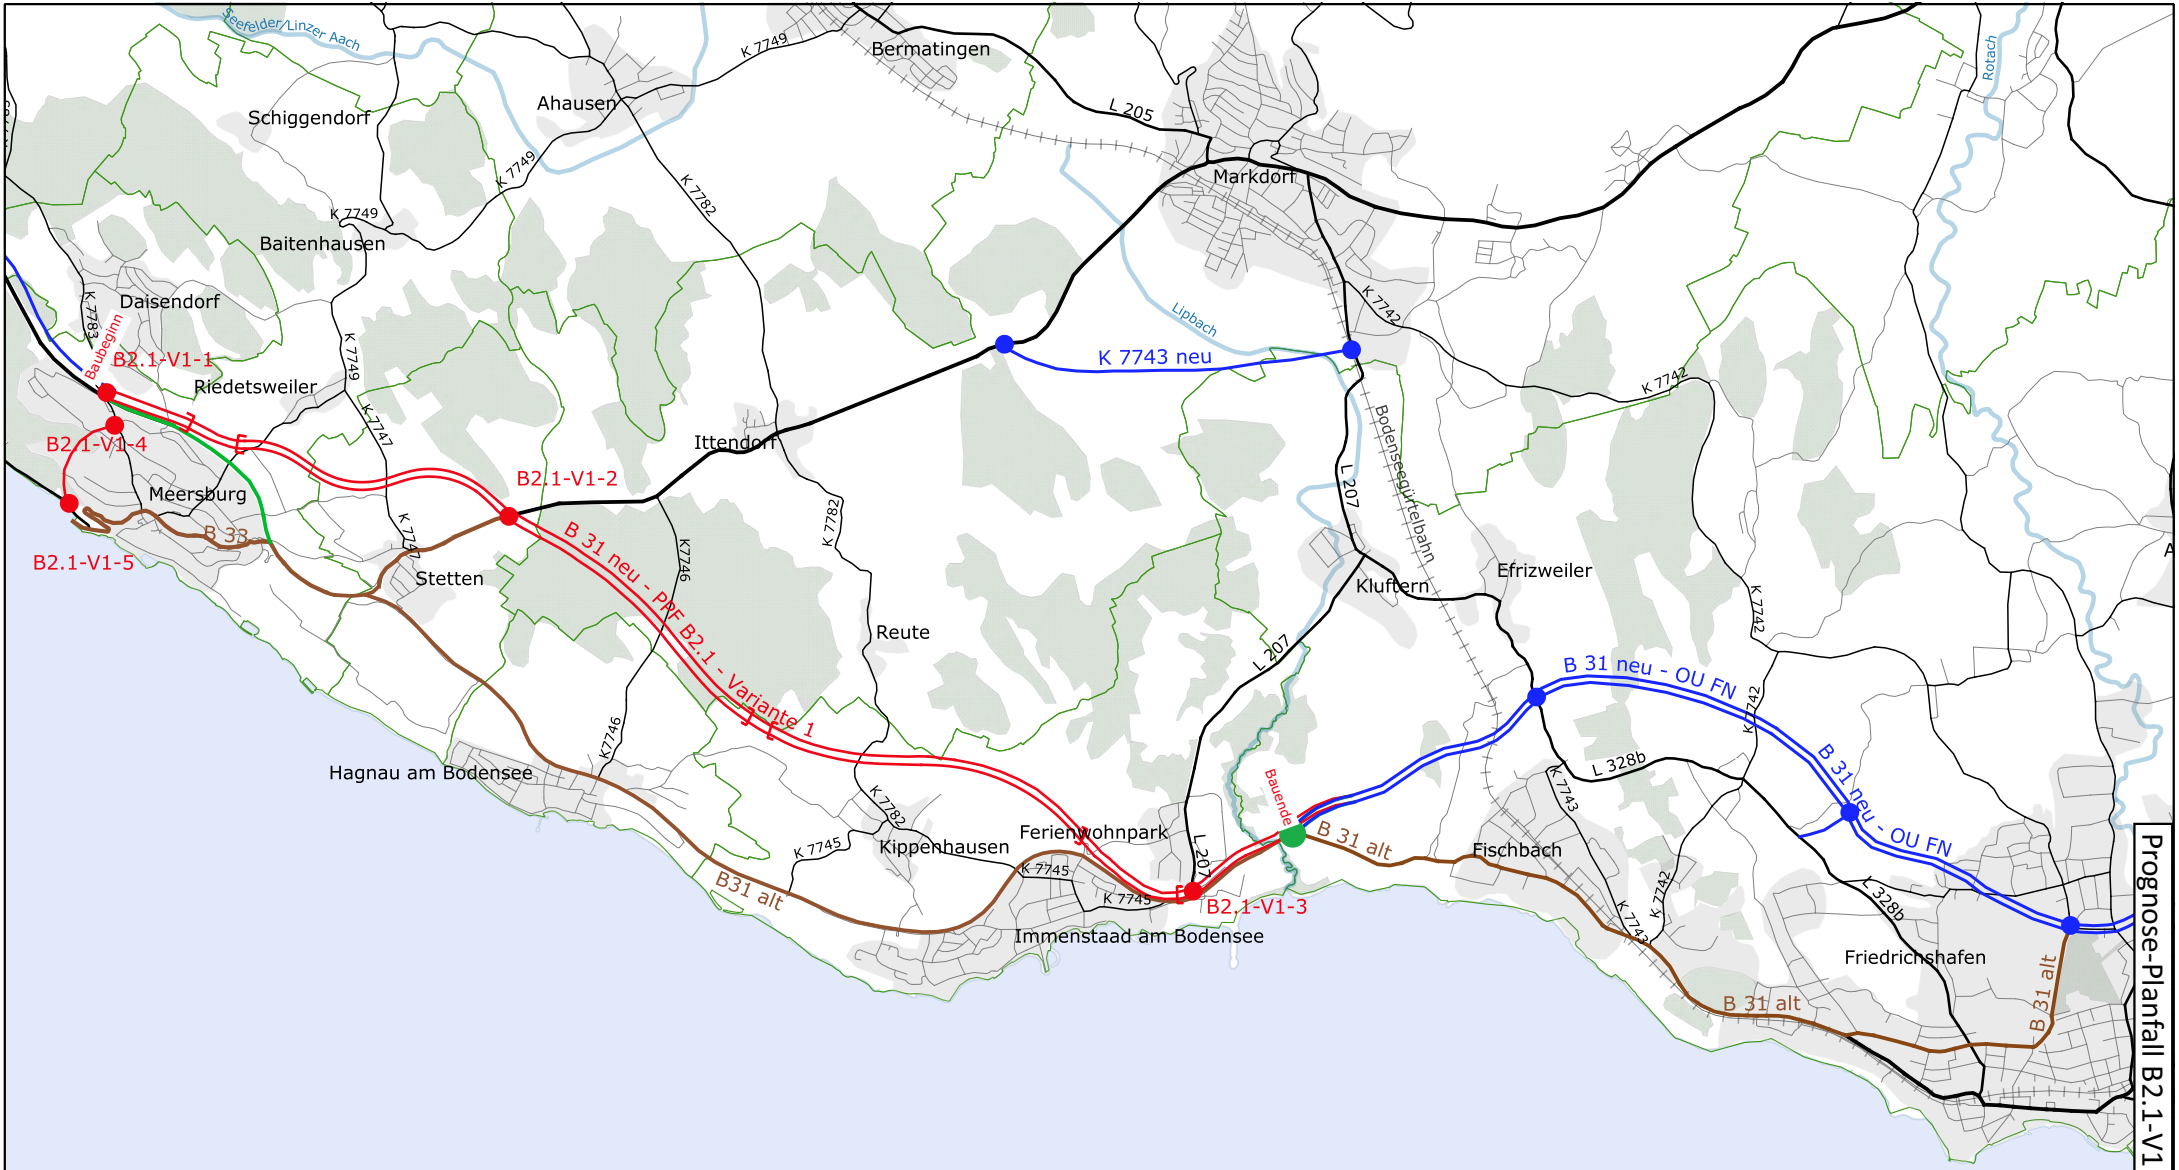 Seefelder/Linzer Aach
K 7749
Bermatingen
Rotach
Schiggendorf
Ahausen
L 205
K 7749
K 7782
Markdorf
K 7749
Baitenhausen
K 7783
Daisendorf
Lipbach
K 7742
Baubeginn
B2.1-V1-1
K 7749
K 7743 neu
Riedetsweiler
K 7742
K 7747
Bodenseegürtelbahn
B2.1-V1-4
Ittendorf
B2.1-V1-2
L 207
Meersburg
K 7782
B 33
K 7747
K7746
B 31 neu - PPF B2.1 - Variante 1
B2.1-V1-5
Stetten
Kluftern
Efrizweiler
K 7742
Reute
L 207
B 31 neu - OU FN
K 7742
K7746
Hagnau am Bodensee
L 328b
K 7743
B 31 neu - OU FN
Bauende
K 7782
Ferienwohnpark
K 7745
Kippenhausen
B 31 alt
Fischbach
L 207
K 7745
B31 alt
K 7745
B2.1-V1-3
K 7742
L 328b
K 7743
Immenstaad am Bodensee
Friedrichshafen
B 31 alt
B 31 alt
Prognose-Planfall B2.1-V1